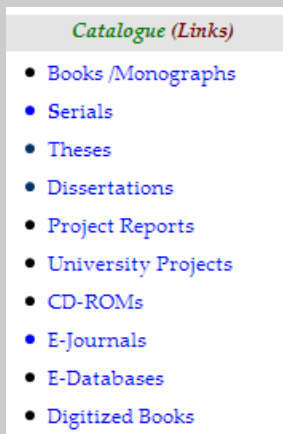 Catalogue (Links)
Books /Monographs
Serials
Theses
Dissertations
Project Reports
University Projects
CD-ROMs
E-Journals
E-Databases
Digitized Books